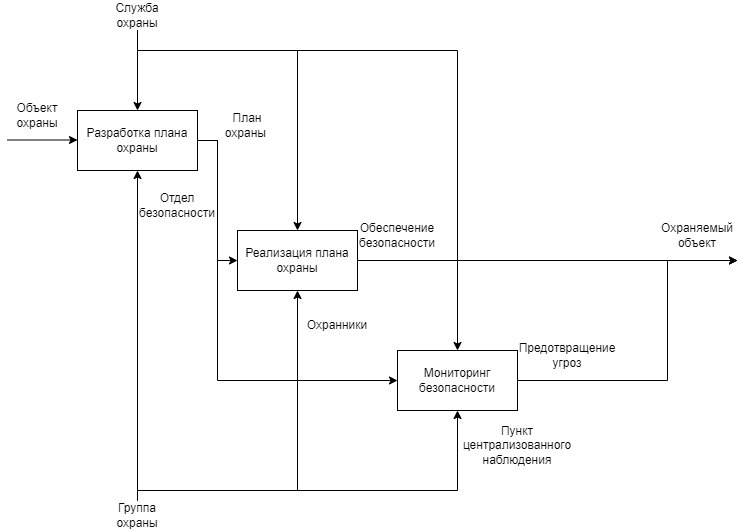 Служба
охраны
Объект
охраны
План
охраны
Разработка плана
охраны
Отдел
безопасности
Обеспечение
безопасности
Охраняемый
объект
Реализация плана
охраны
Охранники
Предотвращение
угроз
Мониторинг
безопасности
Пункт
централизованного
наблюдения
Группа
охраны